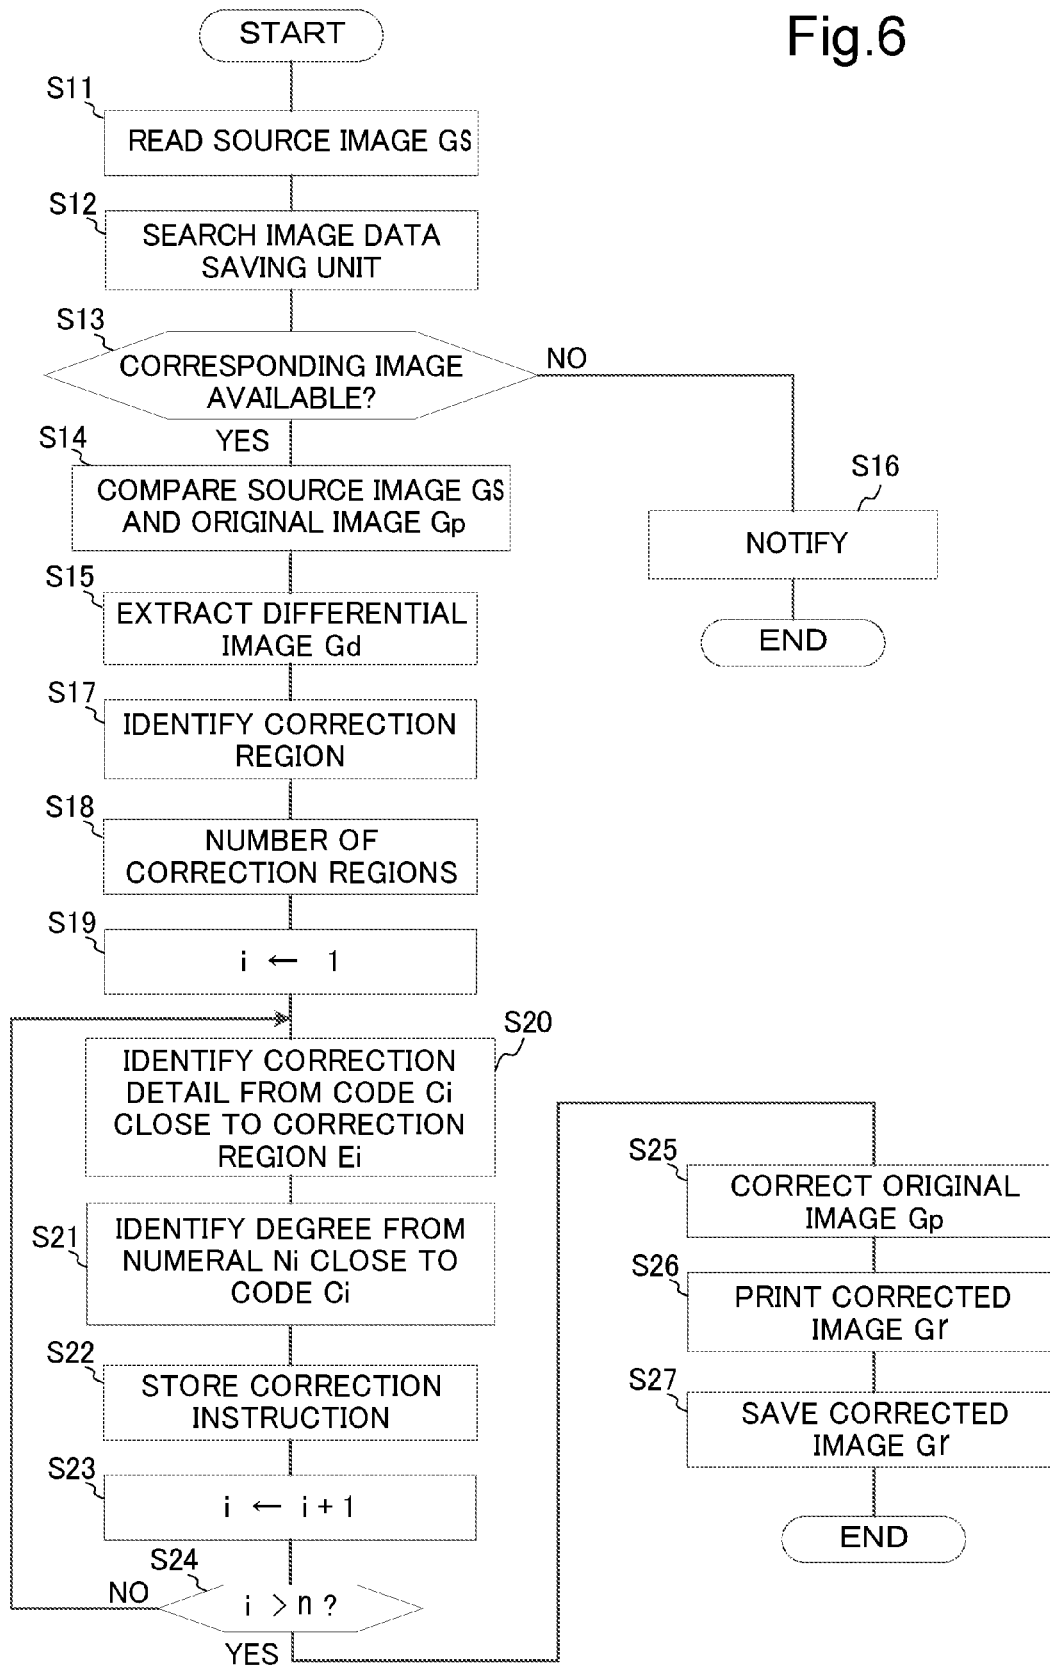 Fig.6
START
S11
READ SOURCE IMAGE GS
S12
SEARCH IMAGE DATA
SAVING UNIT
S13
CORRESPONDING IMAGE
AVAILABLE?
NO
YES
S14
COMPARE SOURCE IMAGE GS
AND ORIGINAL IMAGE Gp
S16
NOTIFY
END
S15
EXTRACT DIFFERENTIAL
IMAGE Gd
S17
IDENTIFY CORRECTION
REGION
S18
NUMBER OF
CORRECTION REGIONS
S19
i ← 1
S20
IDENTIFY CORRECTION
DETAIL FROM CODE Ci
CLOSE TO CORRECTION
REGION Ei
S21
IDENTIFY DEGREE FROM
NUMERAL Ni CLOSE TO
CODE Ci
S22
STORE CORRECTION
INSTRUCTION
S23
i ← i+1
S24
i >n?
NO
YES
S25
CORRECT ORIGINAL
IMAGE Gp
S26
PRINT CORRECTED
IMAGE Gr
S27
SAVE CORRECTED
IMAGE Gr
END